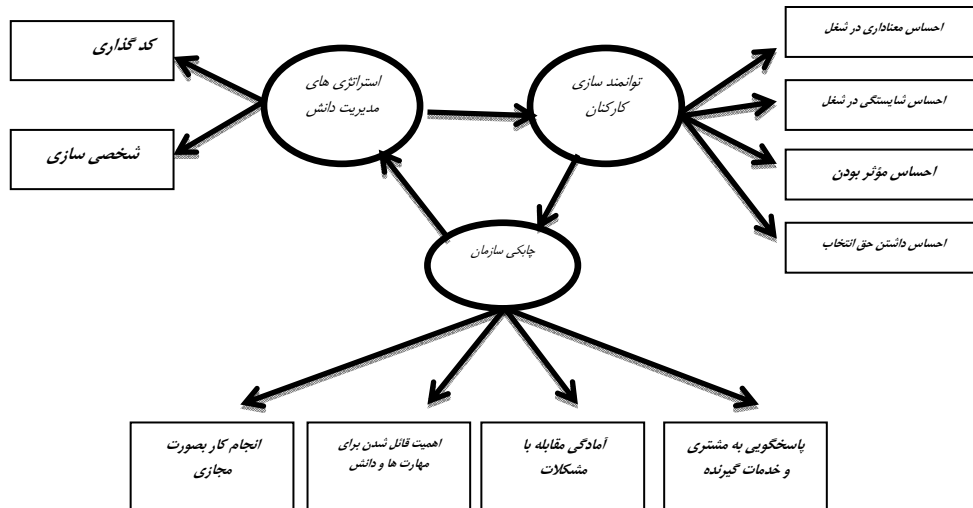 احساس معناداری در شغل
کد گذاری
توانمند سازی
کارکنان
استراتژی های
مدیریت دانش
احساس شایستگی در شغل
شخصی سازی
احساس مؤثر بودن
احساس داشتن حق انتخاب
چابکی سازمان
پاسخگویی به مشتری
و خدمات گیرنده
آمادگی مقابله با
مشکلات
اهمیت قائل شدن برای
مهارت ها و دانش
انجام کار بصورت
مجازی